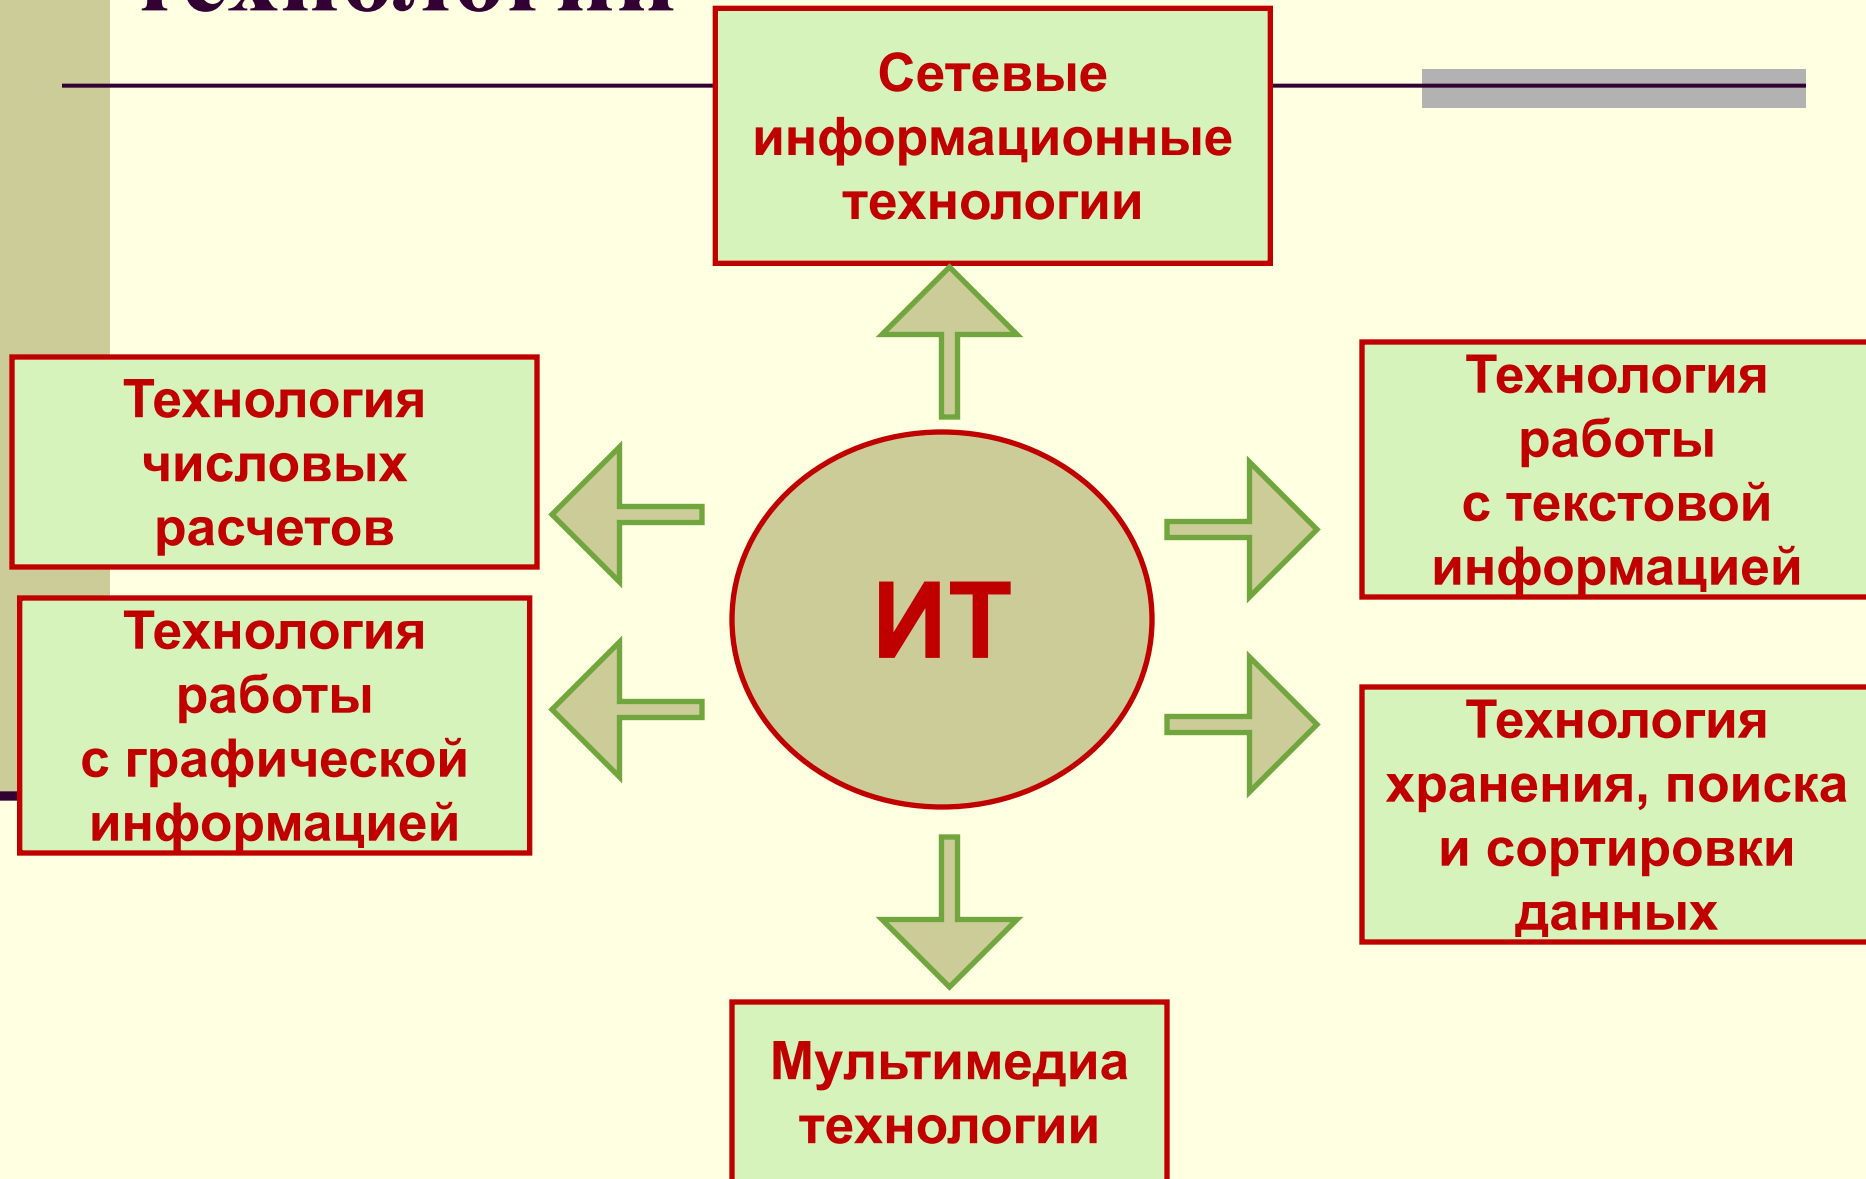 технологии
Сетевые
информационные
технологии
Технология
числовых
расчетов
Технология
работы
с текстовой
информацией
ИТ
Технология
работы
с графической
информацией
Технология
хранения, поиска
и сортировки
данных
Мультимедиа
технологии